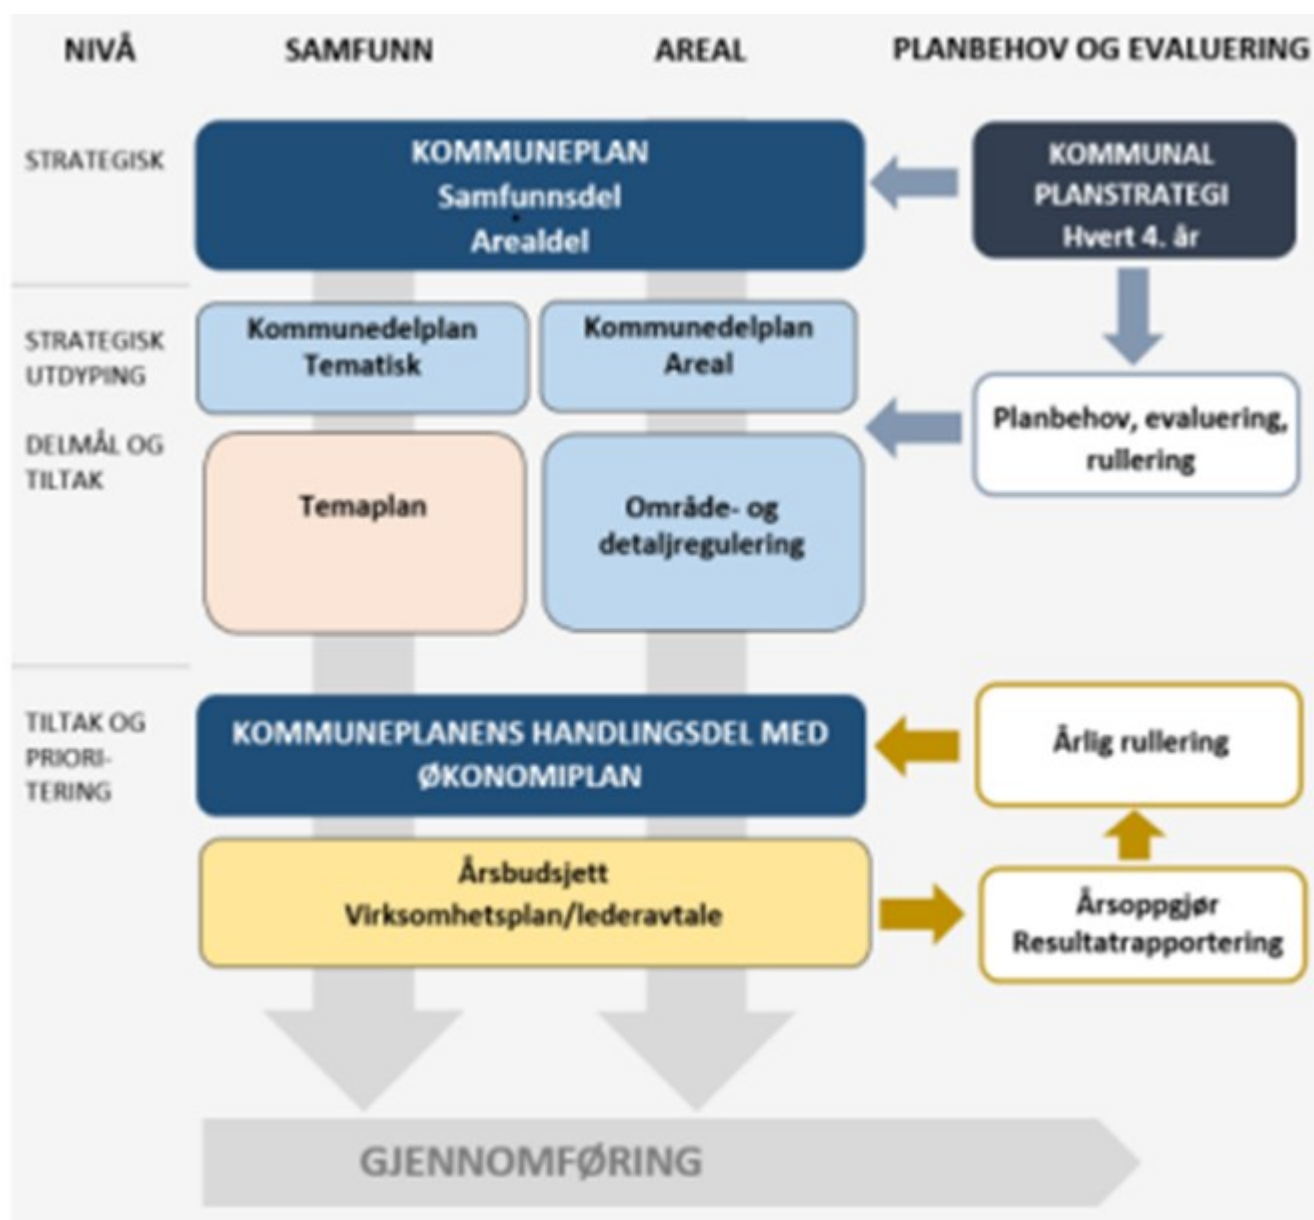 NIVÅ
SAMFUNN
AREAL
PLANBEHOV OG EVALUERING
STRATEGISK
KOMMUNEPLAN
Samfunnsdel
Arealdel
KOMMUNAL
PLANSTRATEGI
Hvert 4. år
STRATEGISK
UTDYPING
Kommunedelplan
Tematisk
Kommunedelplan
Areal
Planbehov, evaluering,
rullering
DELMÅL OG
TILTAK
Temaplan
Område- og
detaljregulering
TILTAK OG
PRIORI-
TERING
KOMMUNEPLANENS HANDLINGSDEL MED
ØKONOMIPLAN
Årlig rullering
Årsbudsjett
Virksomhetsplan/lederavtale
Årsoppgjør
Resultatrapportering
GJENNOMFØRING